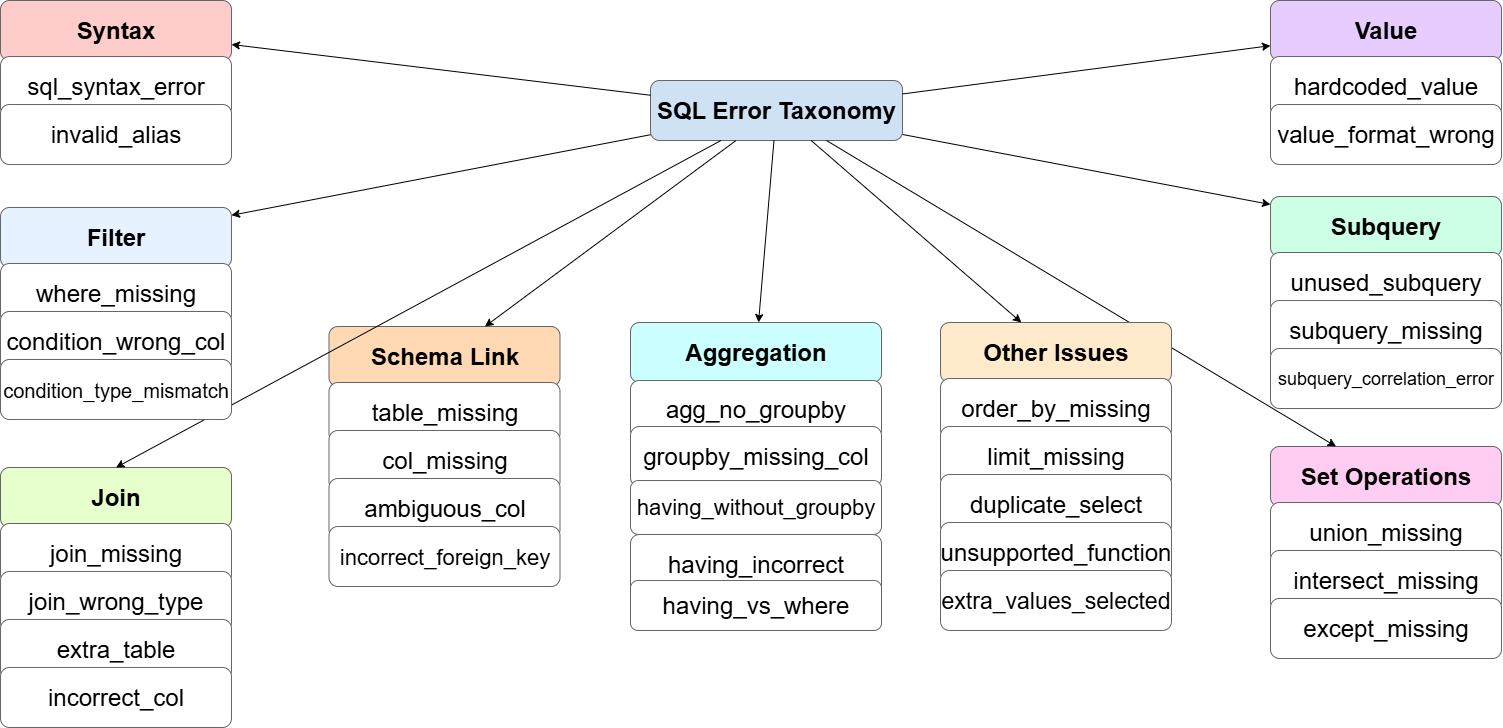 SQL Error Taxonomy
Syntax
sql_syntax_error
invalid_alias
Filter
where_missing
condition_wrong_col
condition_type_mismatch
Join
join_missing
join_wrong_type
extra_table
incorrect_col
Schema Link
table_missing
col_missing
ambiguous_col
incorrect_foreign_key
Aggregation
agg_no_groupby
groupby_missing_col
having_without_groupby
having_incorrect
having_vs_where
Other Issues
order_by_missing
limit_missing
duplicate_select
unsupported_function
extra_values_selected
Value
hardcoded_value
value_format_wrong
Subquery
unused_subquery
subquery_missing
subquery_correlation_error
Set Operations
union_missing
intersect_missing
except_missing